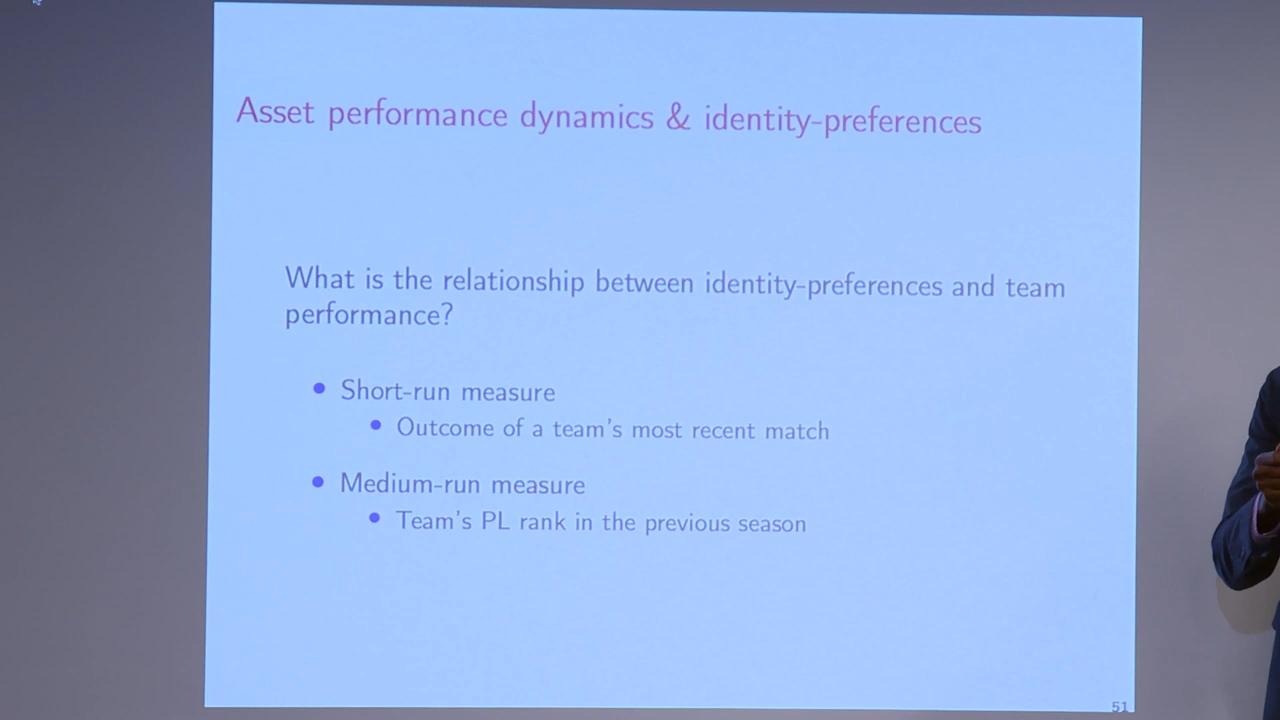 Asset performance dynamics & identity-preferences
What is the relationship between identity-preferences and team
performance?
• Short-run measure
• Outcome of a team's most recent match
• Medium-run measure
• Team's PL rank in the previous season
51